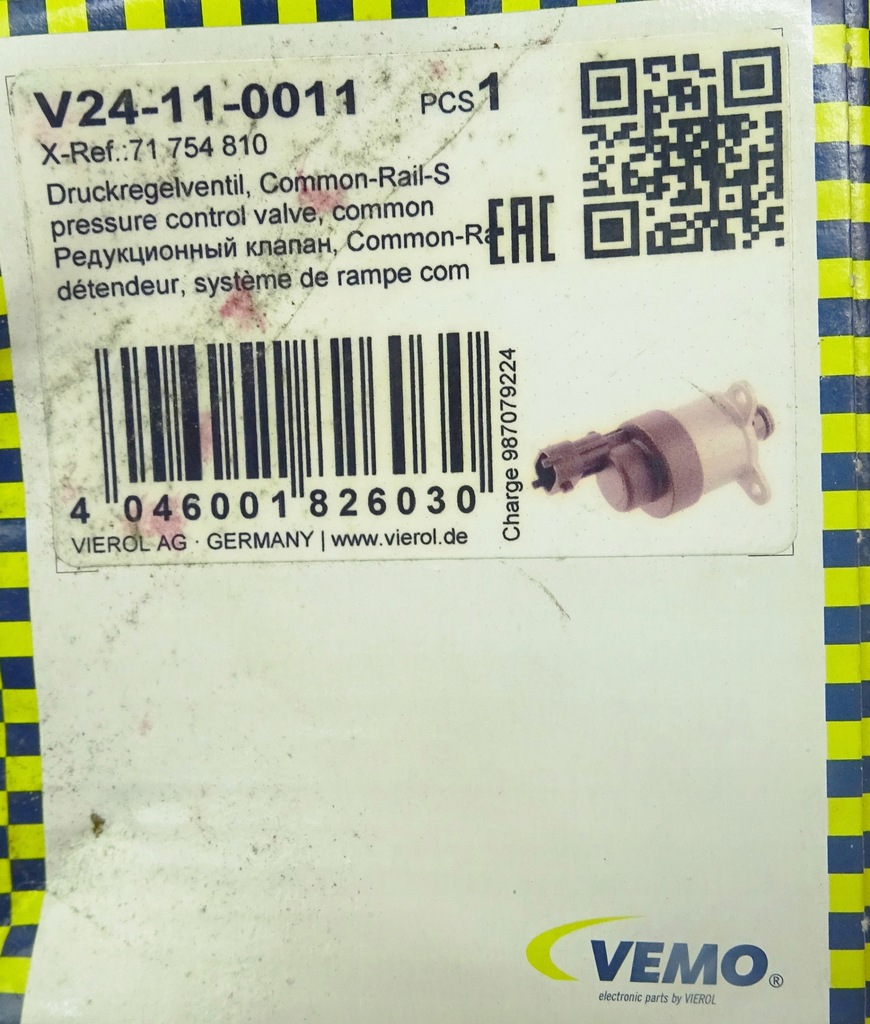 V24-11-0011 PCS 1
X-Ref.:71 754 810
Druckregelventil, Common-Rail-S
pressure control valve, common
Редукционный клапан, Common-Ra
détendeur, système de rampe com
EAC
4 046001 826030
Charge 987079224
VIEROL AG · GERMANY | www.vierol.de
VEMO®
electronic parts by VIEROL